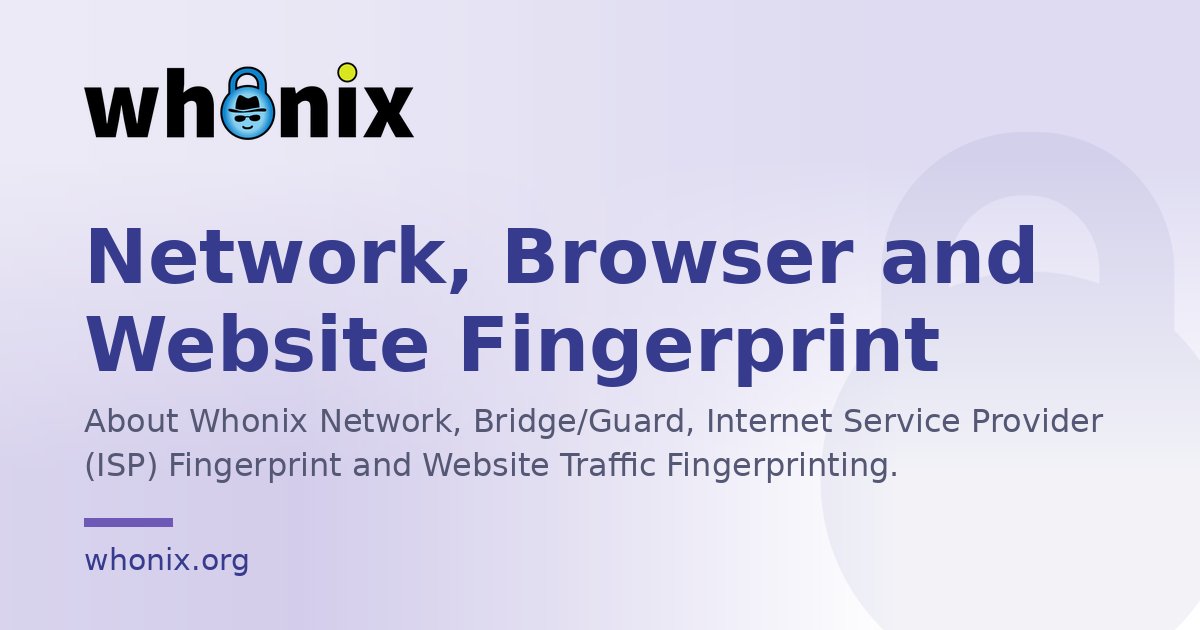 whonix
Network, Browser and
Website Fingerprint
About Whonix Network, Bridge/Guard, Internet Service Provider
(ISP) Fingerprint and Website Traffic Fingerprinting.
whonix.org